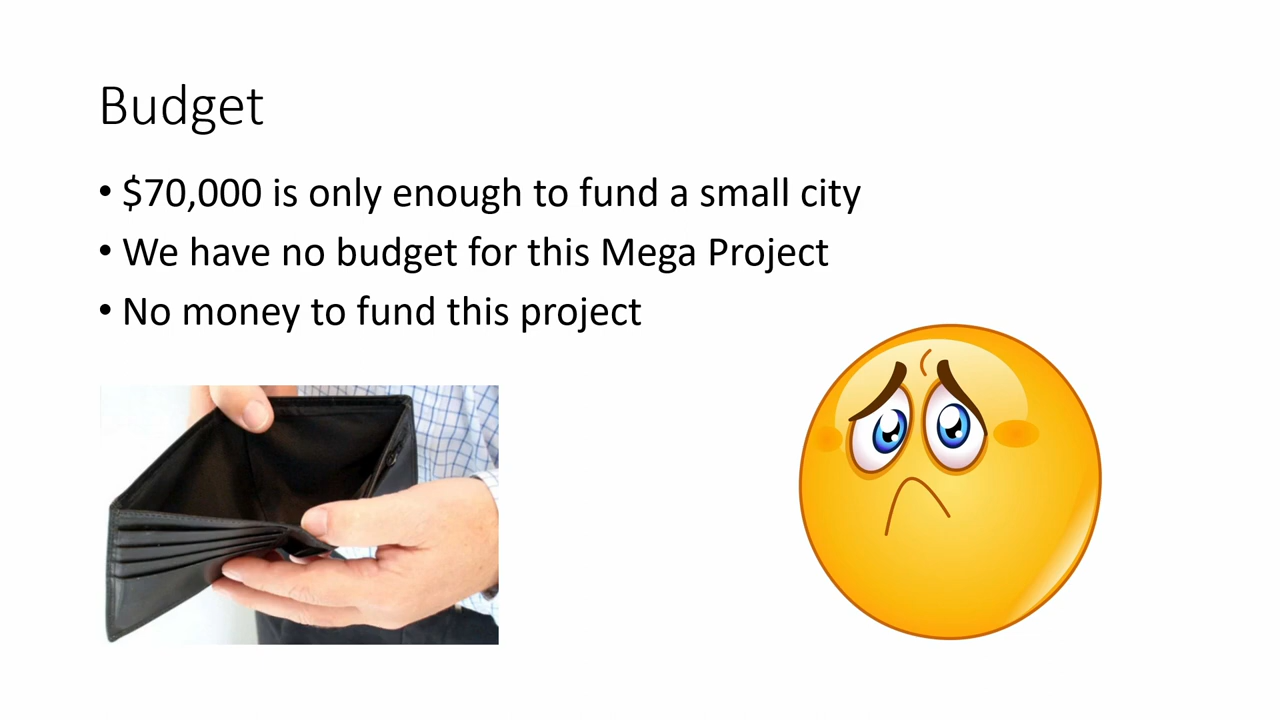 Budget
• $70,000 is only enough to fund a small city
• We have no budget for this Mega Project
• No money to fund this project